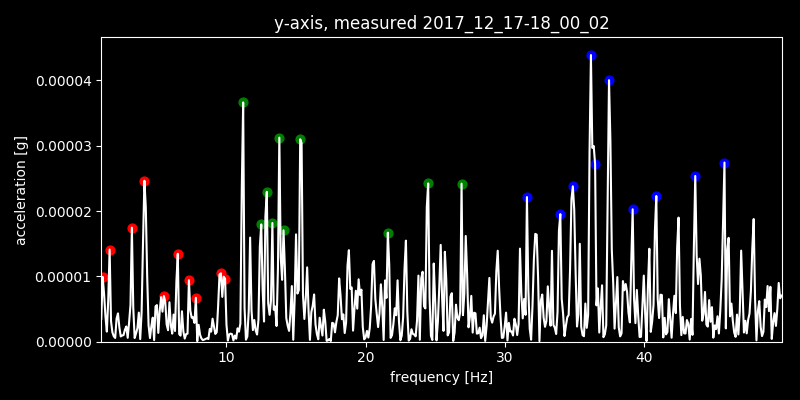 y-axis, measured 2017_12_17-18_00_02
0.00004
0.00003
0.00002
0.00001
0.00000
acceleration [g]
10 20 30 40
frequency [Hz]